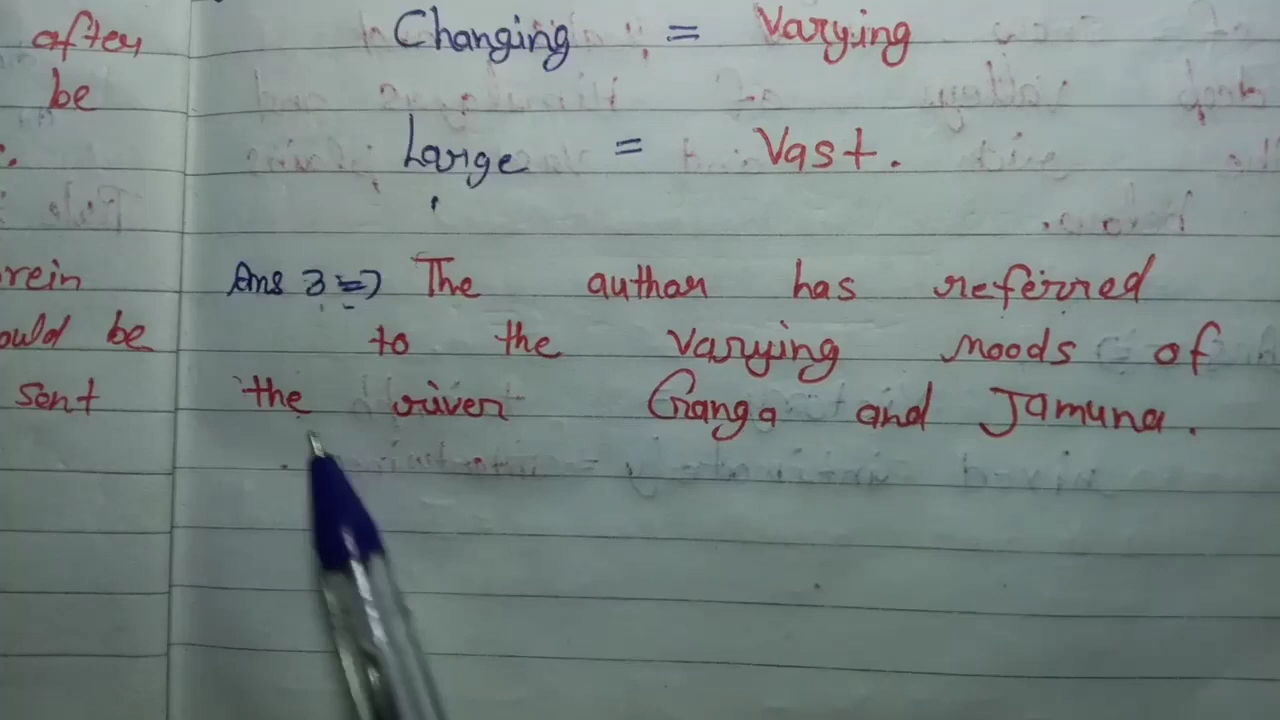 after
be
rein
ould be
sent
Changing = Varying
Large = Vast.
Ans 3 => The author has referred
to the varying moods of
the river Ganga and Jamuna.